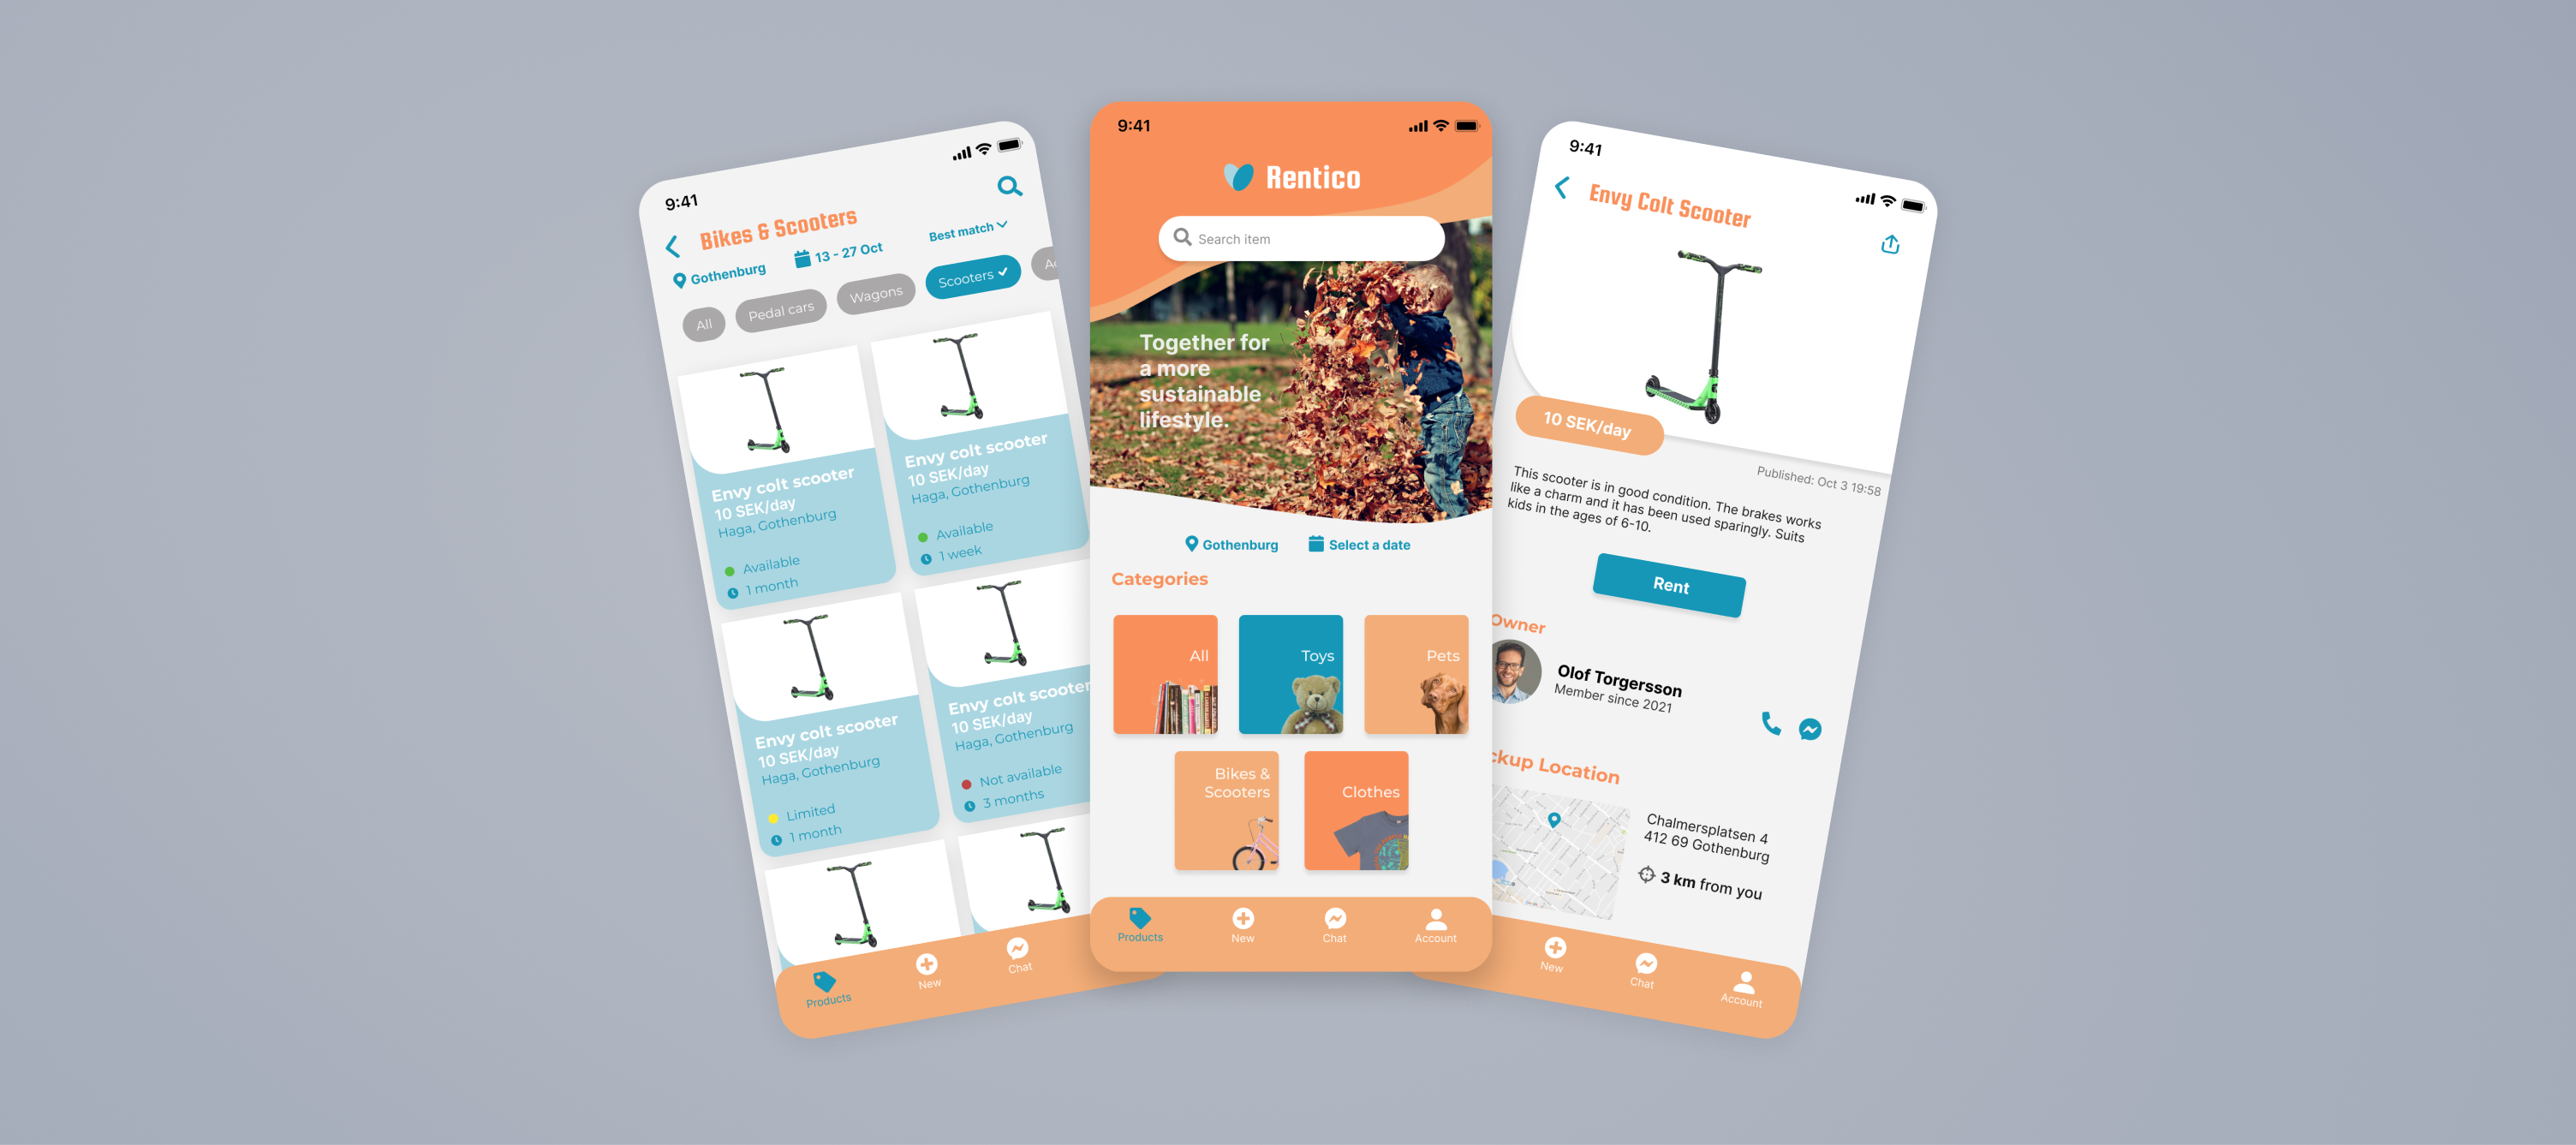 9:41
Bikes & Scooters
Gothenburg
13 - 27 Oct
Best match
All
Pedal cars
Wagons
Scooters
Envy colt scooter
10 SEK/day
Haga, Gothenburg
Available
1 month
Envy colt scooter
10 SEK/day
Haga, Gothenburg
Available
1 week
Envy colt scooter
10 SEK/day
Haga, Gothenburg
Limited
1 month
Envy colt scooter
10 SEK/day
Haga, Gothenburg
Not available
3 months
Products
New
Chat
9:41
Rentico
Search item
Together for
a more
sustainable
lifestyle.
Gothenburg
Select a date
Categories
All
Toys
Pets
Bikes &
Scooters
Clothes
Products
New
Chat
Account
9:41
Envy Colt Scooter
10 SEK/day
Published: Oct 3 19:58
This scooter is in good condition. The brakes works
like a charm and it has been used sparingly. Suits
kids in the ages of 6-10.
Rent
Owner
Olof Torgersson
Member since 2021
ckup Location
Chalmersplatsen 4
412 69 Gothenburg
3 km from you
New
Chat
Account